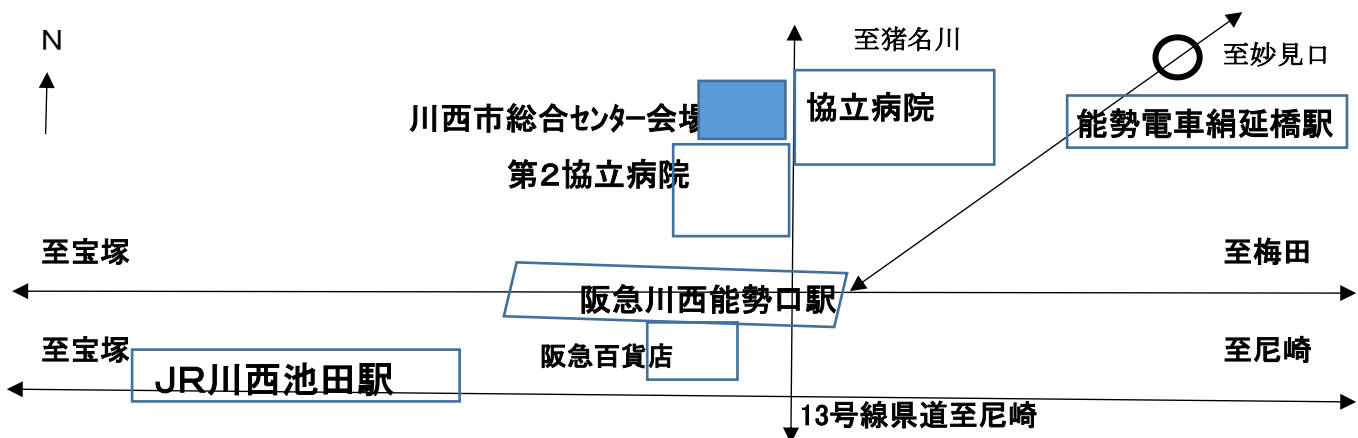 N
至猪名川
至妙見口
川西市総合センター会場
協立病院
能勢電車絹延橋駅
第2協立病院
至宝塚
至梅田
阪急川西能勢口駅
至宝塚
阪急百貨店
至尼崎
JR川西池田駅
13号線県道至尼崎